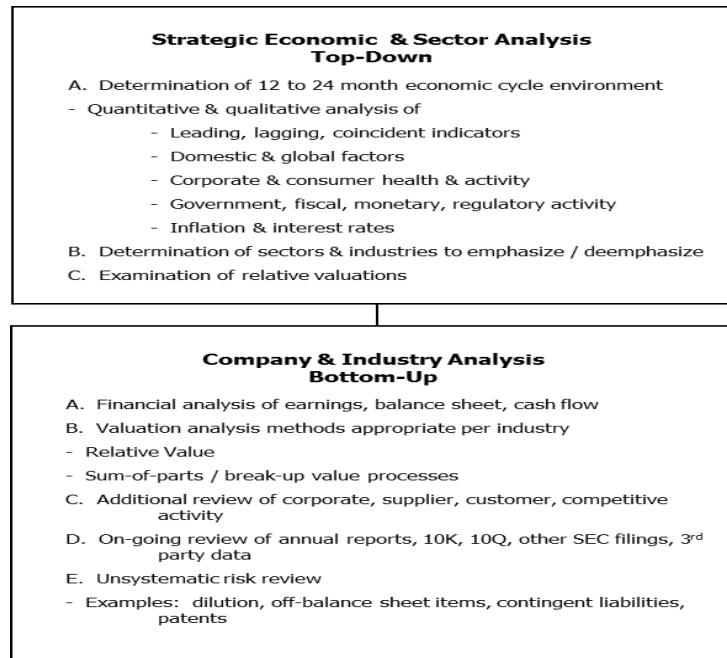 Strategic Economic & Sector Analysis
Top-Down
A. Determination of 12 to 24 month economic cycle environment
- Quantitative & qualitative analysis of
- Leading, lagging, coincident indicators
- Domestic & global factors
- Corporate & consumer health & activity
- Government, fiscal, monetary, regulatory activity
- Inflation & interest rates
B. Determination of sectors & industries to emphasize / deemphasize
C. Examination of relative valuations
Company & Industry Analysis
Bottom-Up
A. Financial analysis of earnings, balance sheet, cash flow
B. Valuation analysis methods appropriate per industry
- Relative Value
- Sum-of-parts / break-up value processes
C. Additional review of corporate, supplier, customer, competitive
activity
D. On-going review of annual reports, 10K, 10Q, other SEC filings, 3rd
party data
E. Unsystematic risk review
- Examples: dilution, off-balance sheet items, contingent liabilities,
patents